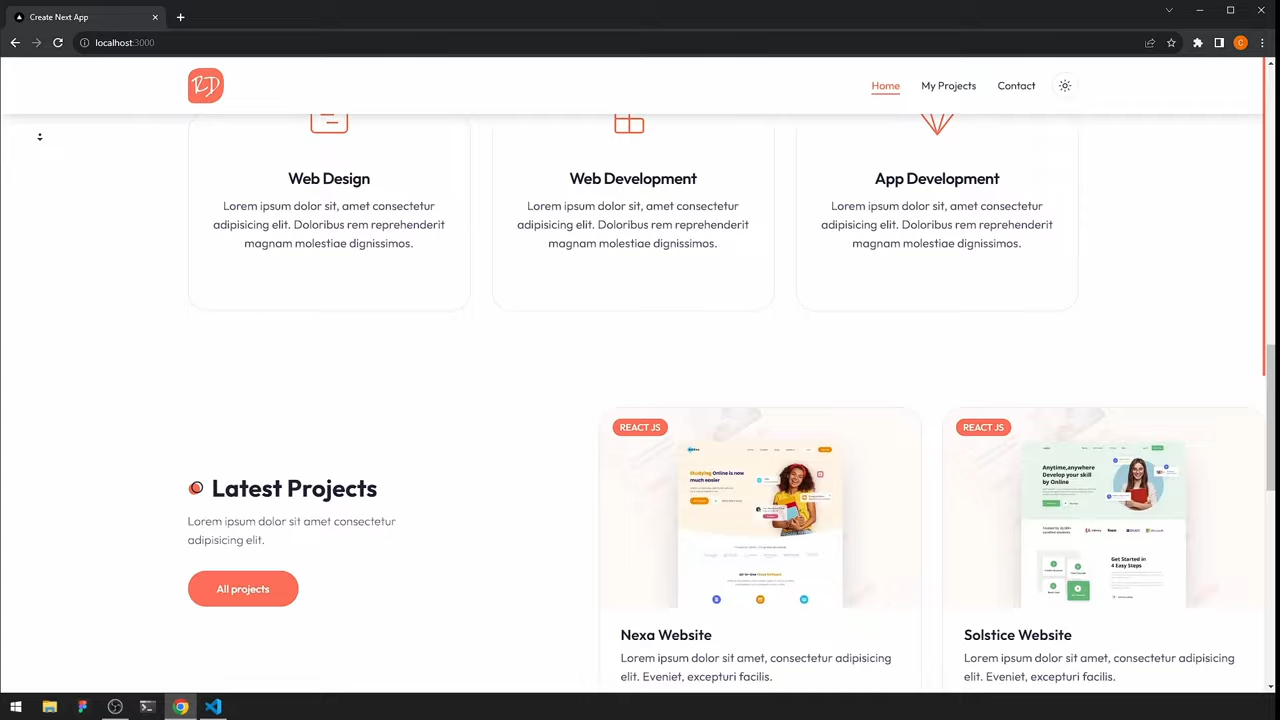 Create Next App
localhost:3000
C
RD
Home
My Projects
Contact
Web Design
Lorem ipsum dolor sit, amet consectetur
adipisicing elit. Doloribus rem reprehenderit
magnam molestiae dignissimos.
Web Development
Lorem ipsum dolor sit, amet consectetur
adipisicing elit. Doloribus rem reprehenderit
magnam molestiae dignissimos.
App Development
Lorem ipsum dolor sit, amet consectetur
adipisicing elit. Doloribus rem reprehenderit
magnam molestiae dignissimos.
Latest Projects
Lorem ipsum dolor sit amet consectetur
adipisicing elit.
All projects
REACT JS
Studying Online is now
much easier
Nexa Website
Lorem ipsum dolor sit amet, consectetur adipisicing
elit. Eveniet, excepturi facilis.
REACT JS
Anytime,anywhere
Develop your skill
by Online
Get Started in
4 Easy Steps
Solstice Website
Lorem ipsum dolor sit amet, consectetur adipisicing
elit. Eveniet, excepturi facilis.